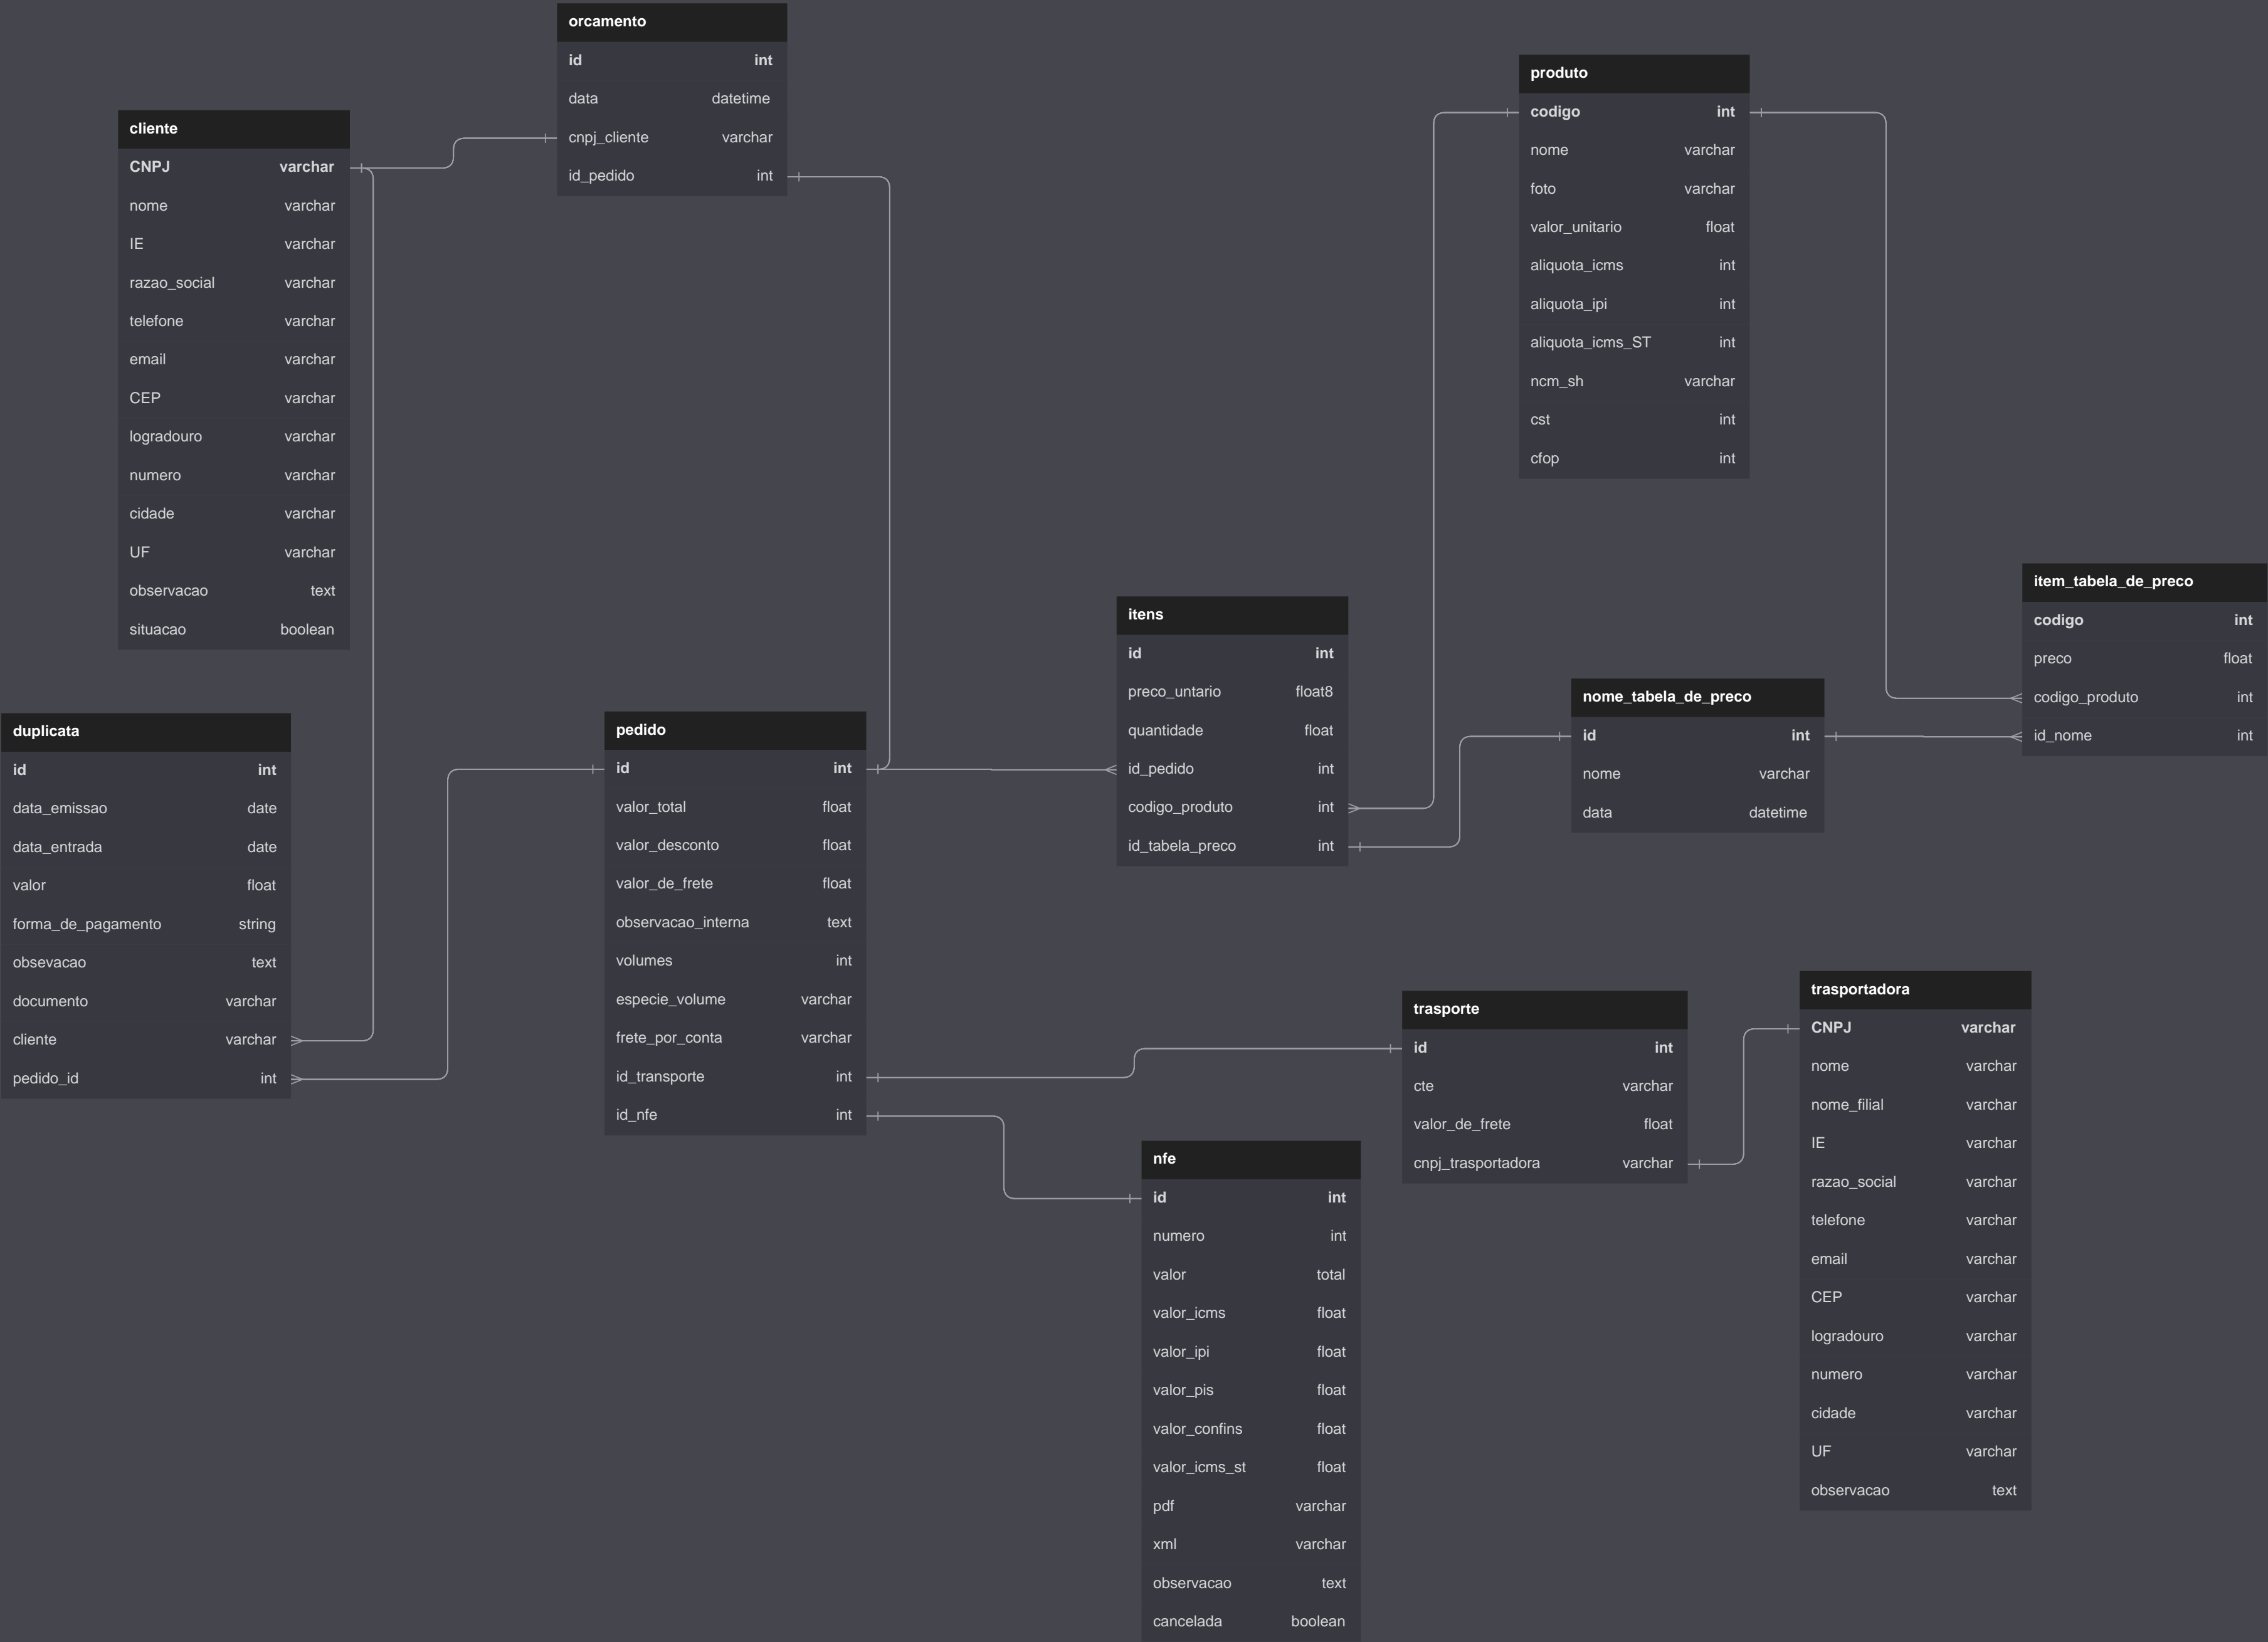 orcamento
id int
data datetime
cnpj_cliente varchar
id_pedido int
produto
codigo int
nome varchar
foto varchar
valor_unitario float
aliquota_icms int
aliquota_ipi int
aliquota_icms_ST int
ncm_sh varchar
cst int
cfop int
cliente
CNPJ varchar
nome varchar
IE varchar
razao_social varchar
telefone varchar
email varchar
CEP varchar
logradouro varchar
numero varchar
cidade varchar
UF varchar
observacao text
situacao boolean
item_tabela_de_preco
codigo int
preco float
codigo_produto int
id_nome int
itens
id int
preco_untario float8
quantidade float
id_pedido int
codigo_produto int
id_tabela_preco int
nome_tabela_de_preco
id int
nome varchar
data datetime
duplicata
id int
data_emissao date
data_entrada date
valor float
forma_de_pagamento string
obsevacao text
documento varchar
cliente varchar
pedido_id int
pedido
id int
valor_total float
valor_desconto float
valor_de_frete float
observacao_interna text
volumes int
especie_volume varchar
frete_por_conta varchar
id_transporte int
id_nfe int
trasporte
id int
cte varchar
valor_de_frete float
cnpj_trasportadora varchar
trasportadora
CNPJ varchar
nome varchar
nome_filial varchar
IE varchar
razao_social varchar
telefone varchar
email varchar
CEP varchar
logradouro varchar
numero varchar
cidade varchar
UF varchar
observacao text
nfe
id int
numero int
valor total
valor_icms float
valor_ipi float
valor_pis float
valor_confins float
valor_icms_st float
pdf varchar
xml varchar
observacao text
cancelada boolean